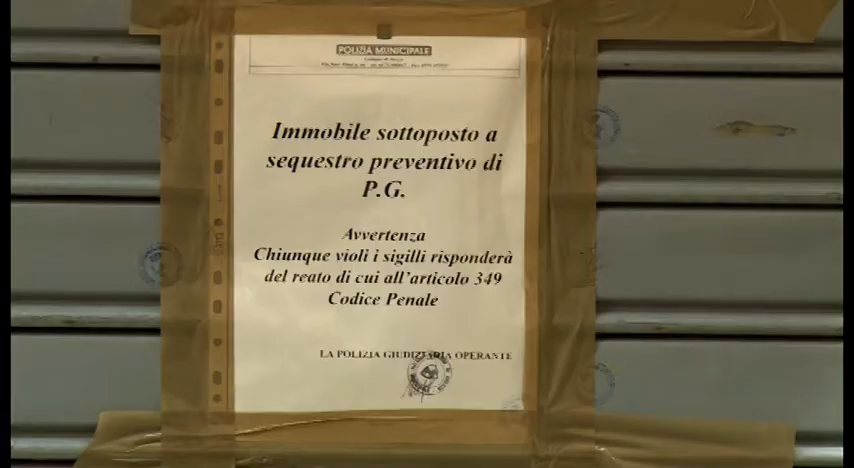 POLIZIA MUNICIPALE
Immobile sottoposto a
sequestro preventivo di
P.G.
Avvertenza
Chiunque violi i sigilli risponderà
del reato di cui all'articolo 349
Codice Penale
LA POLIZIA GIUDIZIARIA OPERANTE